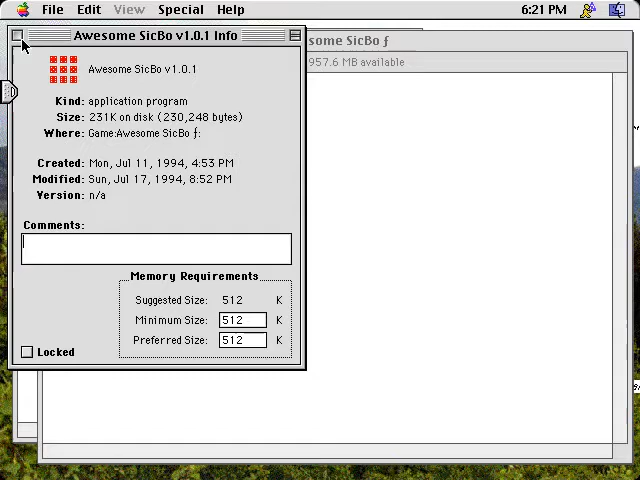 File Edit View Special Help 6:21 PM
Awesome SicBo v1.0.1 Info
some SicBo ƒ
957.6 MB available
Awesome SicBo v1.0.1
Kind: application program
Size: 231K on disk (230,248 bytes)
Where: Game:Awesome SicBo ƒ:
Created: Mon, Jul 11, 1994, 4:53 PM
Modified: Sun, Jul 17, 1994, 8:52 PM
Version: n/a
Comments:
Memory Requirements
Suggested Size: 512 K
Minimum Size: 512 K
Preferred Size: 512 K
Locked